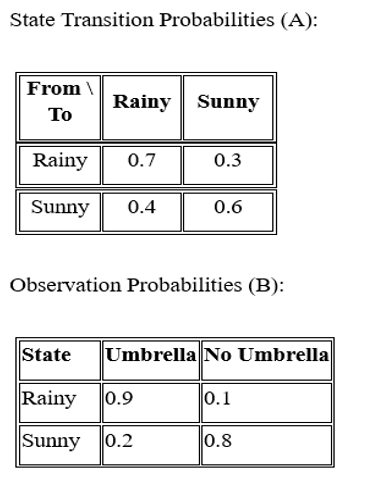 State Transition Probabilities (A):
From \ To Rainy Sunny
Rainy 0.7 0.3
Sunny 0.4 0.6
Observation Probabilities (B):
State Umbrella No Umbrella
Rainy 0.9 0.1
Sunny 0.2 0.8